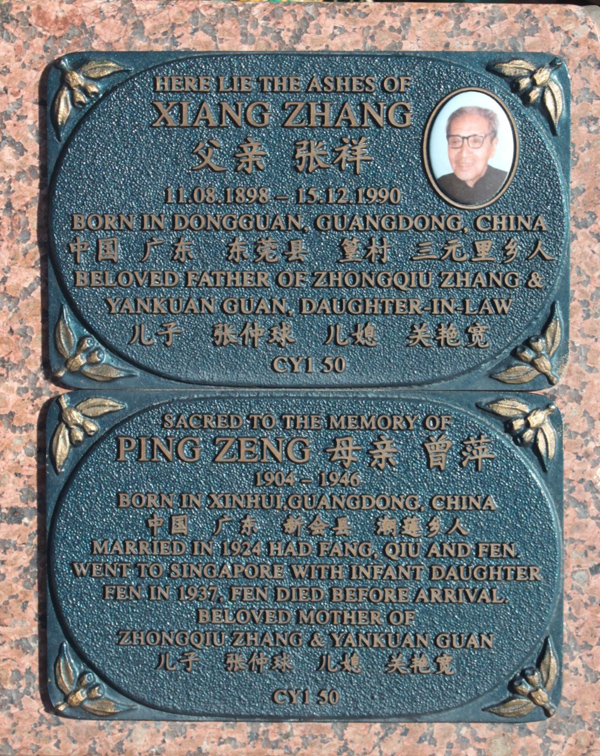 HERE LIE THE ASHES OF
XIANG ZHANG
父亲 张祥
11.08.1898 – 15.12.1990
BORN IN DONGGUAN, GUANGDONG, CHINA
中国 广东 东莞县 篁村 三元里乡人
BELOVED FATHER OF ZHONGQIU ZHANG &
YANKUAN GUAN, DAUGHTER-IN-LAW
儿子 张仲球 儿媳 关艳宽
CY1 50
SACRED TO THE MEMORY OF
PING ZENG 母亲 曾萍
1904 – 1946
BORN IN XINHUI,GUANGDONG, CHINA
中国 广东 新会县 潮莲乡人
MARRIED IN 1924 HAD FANG, QIU AND FEN.
WENT TO SINGAPORE WITH INFANT DAUGHTER
FEN IN 1937, FEN DIED BEFORE ARRIVAL.
BELOVED MOTHER OF
ZHONGQIU ZHANG & YANKUAN GUAN
儿子 张仲球 儿媳 关艳宽
CY1 50